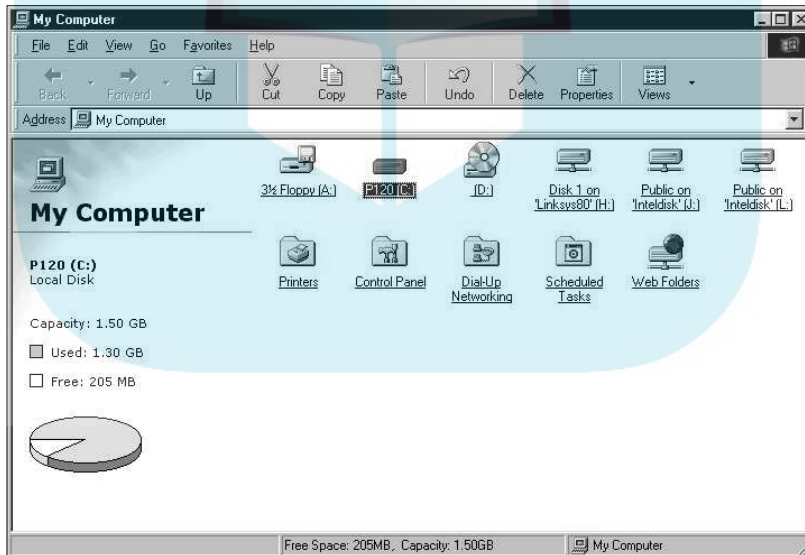 My Computer
File Edit View Go Favorites Help
Back Forward Up Cut Copy Paste Undo Delete Properties Views
Address My Computer
My Computer
3½ Floppy (A:) P120 (C:) (D:) Disk 1 on 'Linksys80' (H:) Public on 'Inteldisk' (J:) Public on 'Inteldisk' (L:)
Printers Control Panel Dial-Up Networking Scheduled Tasks Web Folders
P120 (C:)
Local Disk
Capacity: 1.50 GB
Used: 1.30 GB
Free: 205 MB
Free Space: 205MB, Capacity: 1.50GB My Computer